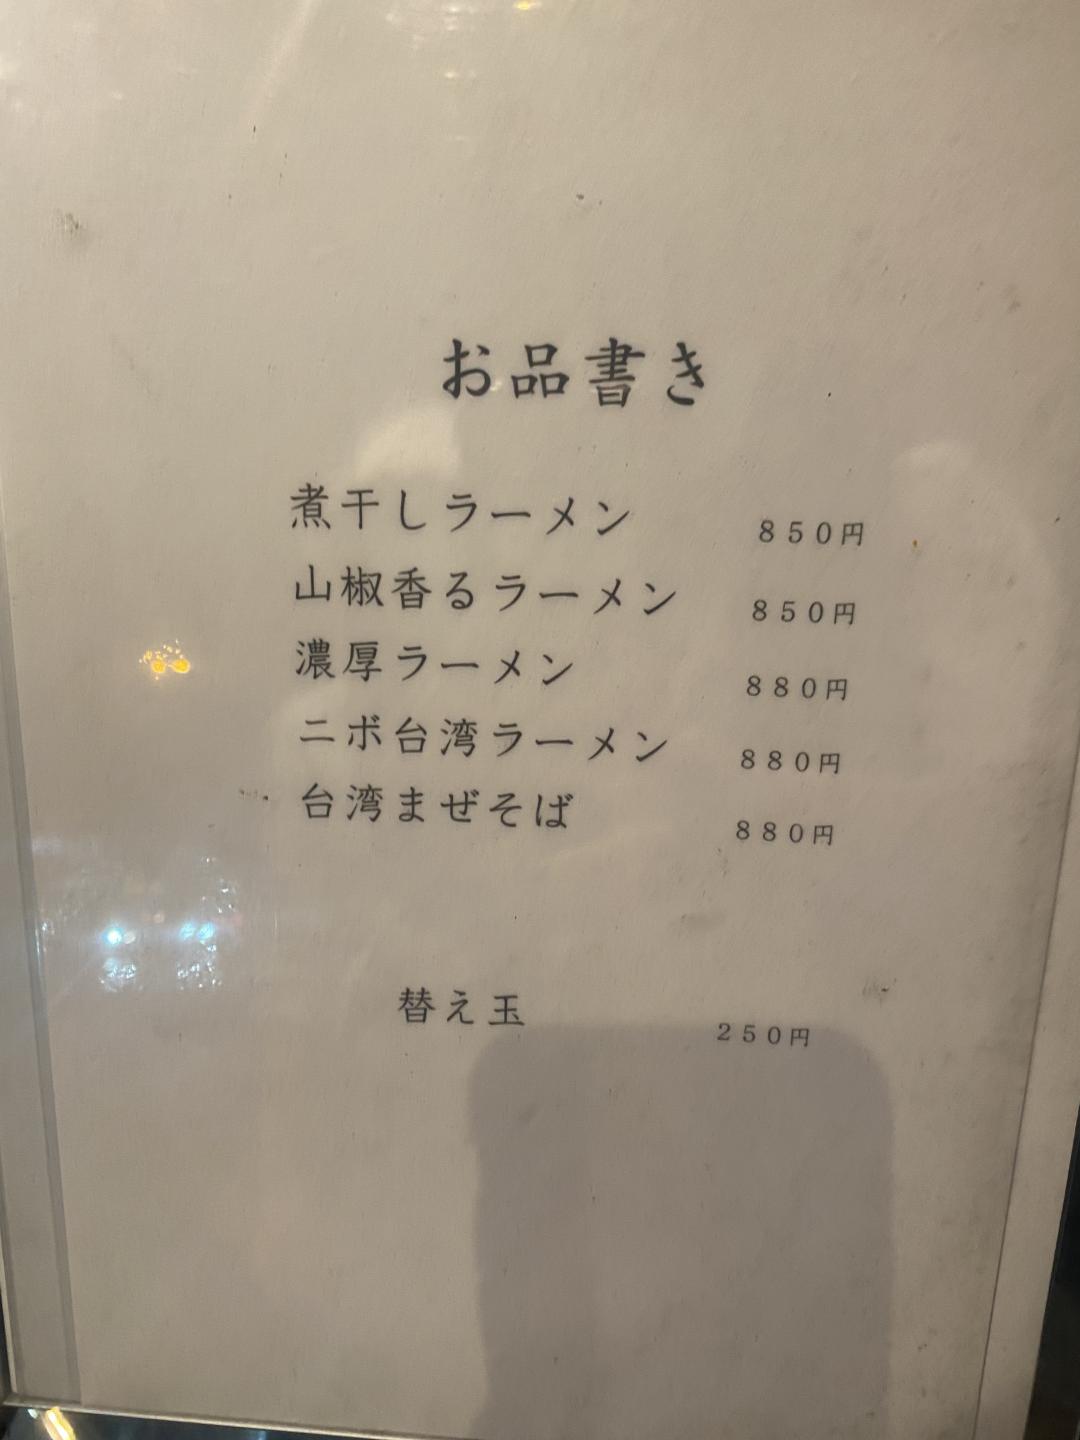 お品書き
煮干しラーメン 850円
山椒香るラーメン 850円
濃厚ラーメン 880円
ニボ台湾ラーメン 880円
台湾まぜそば 880円
替え玉 250円